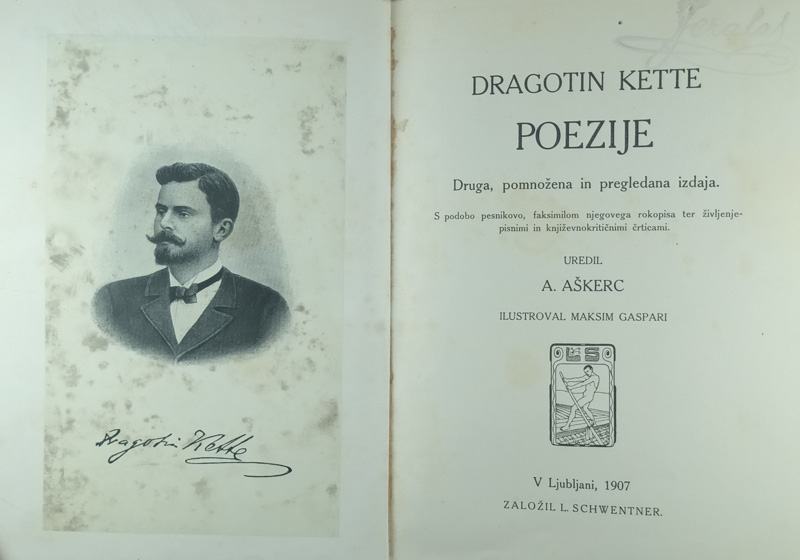 Dragotin Kette
DRAGOTIN KETTE
POEZIJE
Druga, pomnožena in pregledana izdaja.
S podobo pesnikovo, faksimilom njegovega rokopisa ter življenje-
pisnimi in književnokritičnimi črticami.
UREDIL
A. AŠKERC
ILUSTROVAL MAKSIM GASPARI
L S
V Ljubljani, 1907
ZALOŽIL L. SCHWENTNER.